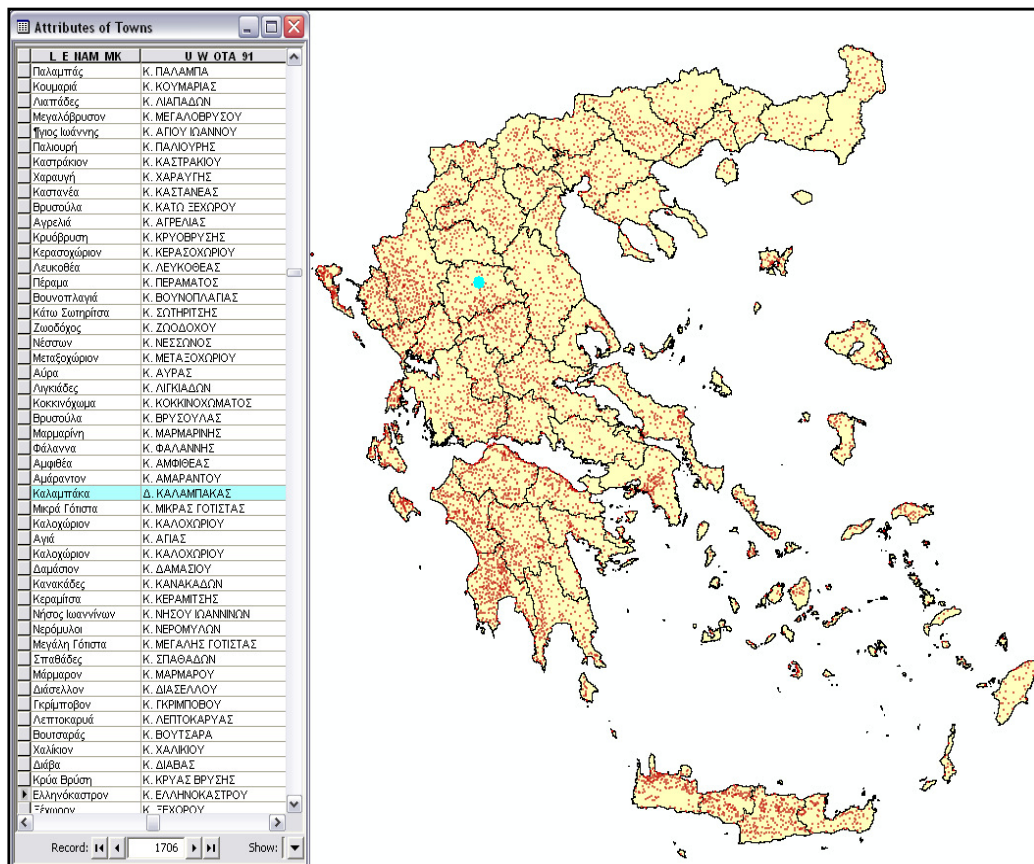 Attributes of Towns
L_E_NAM_MK U_W_OTA_91
Παλαμπάς Κ. ΠΑΛΑΜΠΑ
Κουμαριά Κ. ΚΟΥΜΑΡΙΑΣ
Λιαπάδες Κ. ΛΙΑΠΑΔΩΝ
Μεγαλόβρυσον Κ. ΜΕΓΑΛΟΒΡΥΣΟΥ
¶γιος Ιωάννης Κ. ΑΓΙΟΥ ΙΩΑΝΝΟΥ
Παλιουρή Κ. ΠΑΛΙΟΥΡΗΣ
Καστράκιον Κ. ΚΑΣΤΡΑΚΙΟΥ
Χαραυγή Κ. ΧΑΡΑΥΓΗΣ
Καστανέα Κ. ΚΑΣΤΑΝΕΑΣ
Βρυσούλα Κ. ΚΑΤΩ ΞΕΧΩΡΟΥ
Αγρελιά Κ. ΑΓΡΕΛΙΑΣ
Κρυόβρυση Κ. ΚΡΥΟΒΡΥΣΗΣ
Κερασοχώριον Κ. ΚΕΡΑΣΟΧΩΡΙΟΥ
Λευκοθέα Κ. ΛΕΥΚΟΘΕΑΣ
Πέραμα Κ. ΠΕΡΑΜΑΤΟΣ
Βουνοπλαγιά Κ. ΒΟΥΝΟΠΛΑΓΙΑΣ
Κάτω Σωτηρίτσα Κ. ΣΩΤΗΡΙΤΣΗΣ
Ζωοδόχος Κ. ΖΩΟΔΟΧΟΥ
Νέσσων Κ. ΝΕΣΣΩΝΟΣ
Μεταξοχώριον Κ. ΜΕΤΑΞΟΧΩΡΙΟΥ
Αύρα Κ. ΑΥΡΑΣ
Λιγκιάδες Κ. ΛΙΓΚΙΑΔΩΝ
Κοκκινόχωμα Κ. ΚΟΚΚΙΝΟΧΩΜΑΤΟΣ
Βρυσούλα Κ. ΒΡΥΣΟΥΛΑΣ
Μαρμαρίνη Κ. ΜΑΡΜΑΡΙΝΗΣ
Φάλαννα Κ. ΦΑΛΑΝΝΗΣ
Αμφιθέα Κ. ΑΜΦΙΘΕΑΣ
Αμάραντον Κ. ΑΜΑΡΑΝΤΟΥ
Καλαμπάκα Δ. ΚΑΛΑΜΠΑΚΑΣ
Μικρά Γότιστα Κ. ΜΙΚΡΑΣ ΓΟΤΙΣΤΑΣ
Καλοχώριον Κ. ΚΑΛΟΧΩΡΙΟΥ
Αγιά Κ. ΑΓΙΑΣ
Καλοχώριον Κ. ΚΑΛΟΧΩΡΙΟΥ
Δαμάσιον Κ. ΔΑΜΑΣΙΟΥ
Κανακάδες Κ. ΚΑΝΑΚΑΔΩΝ
Κεραμίτσα Κ. ΚΕΡΑΜΙΤΣΗΣ
Νήσος Ιωαννίνων Κ. ΝΗΣΟΥ ΙΩΑΝΝΙΝΩΝ
Νερόμυλοι Κ. ΝΕΡΟΜΥΛΩΝ
Μεγάλη Γότιστα Κ. ΜΕΓΑΛΗΣ ΓΟΤΙΣΤΑΣ
Σπαθάδες Κ. ΣΠΑΘΑΔΩΝ
Μάρμαρον Κ. ΜΑΡΜΑΡΟΥ
Διάσελλον Κ. ΔΙΑΣΕΛΛΟΥ
Γκρίμποβον Κ. ΓΚΡΙΜΠΟΒΟΥ
Λεπτοκαρυά Κ. ΛΕΠΤΟΚΑΡΥΑΣ
Βουτσαράς Κ. ΒΟΥΤΣΑΡΑ
Χαλίκιον Κ. ΧΑΛΙΚΙΟΥ
Διάβα Κ. ΔΙΑΒΑΣ
Κρύα Βρύση Κ. ΚΡΥΑΣ ΒΡΥΣΗΣ
Ελληνόκαστρον Κ. ΕΛΛΗΝΟΚΑΣΤΡΟΥ
Ξέχωρον Κ. ΞΕΧΟΡΟΥ
Record: 1706 Show: